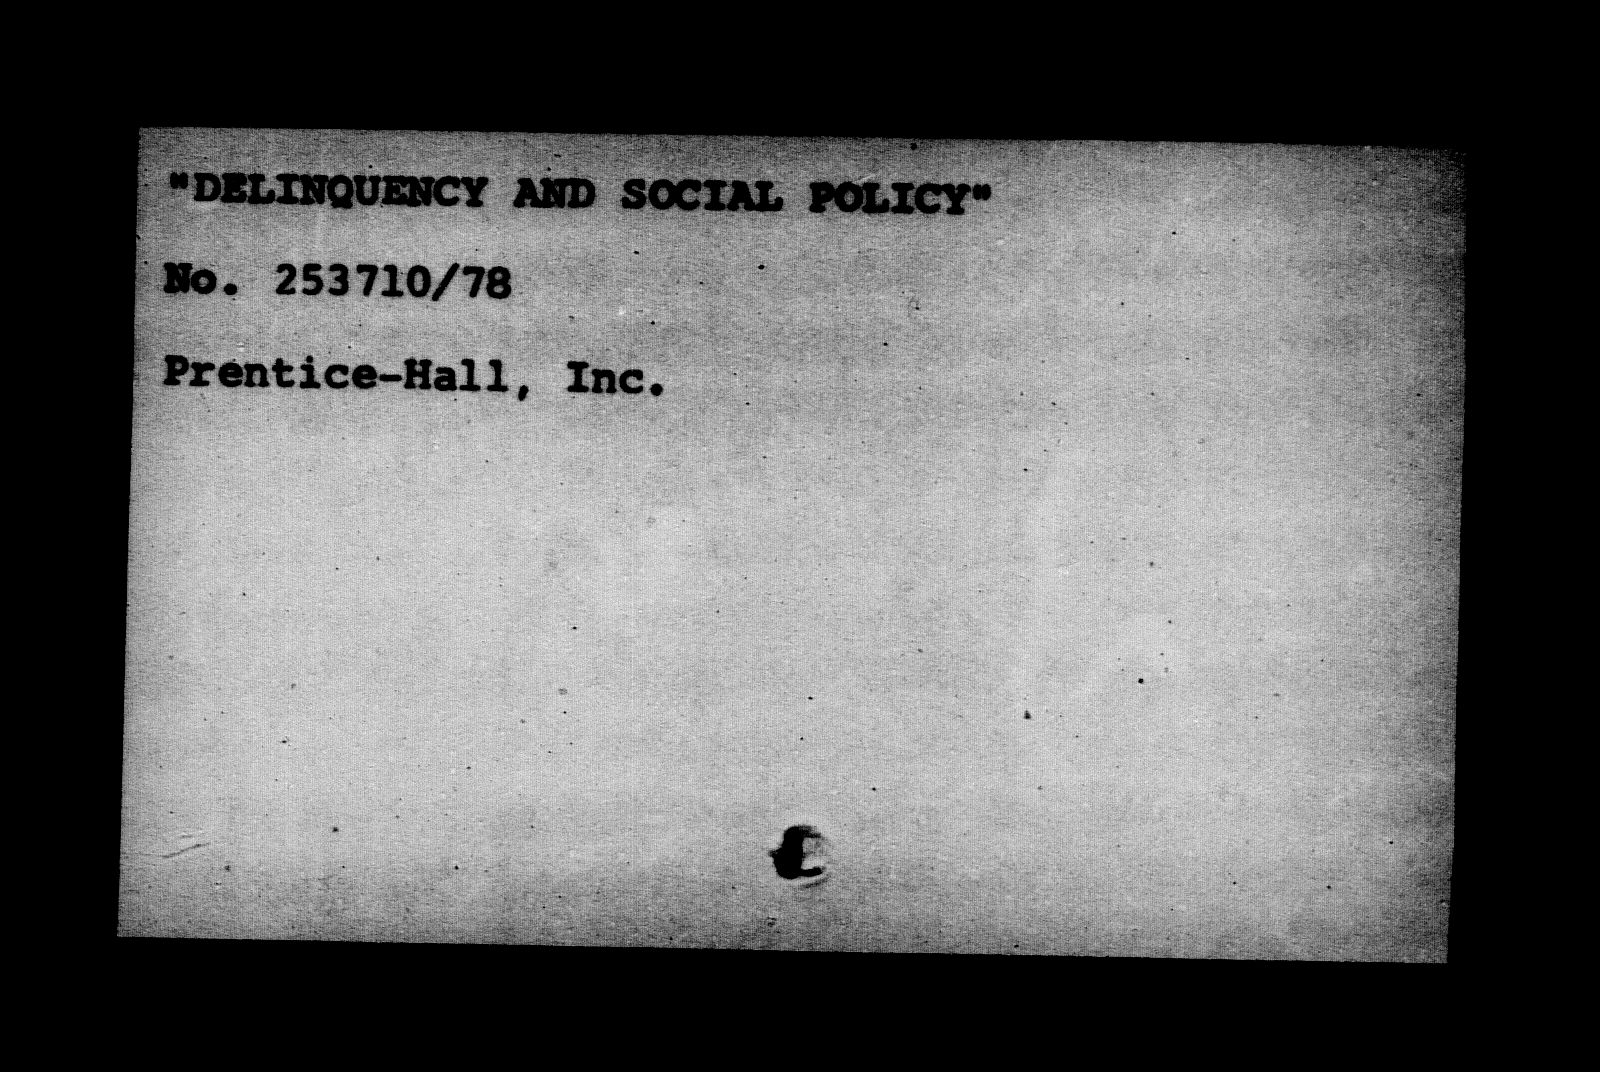 "DELINQUENCY AND SOCIAL POLICY"
No. 253710/78
Prentice-Hall, Inc.